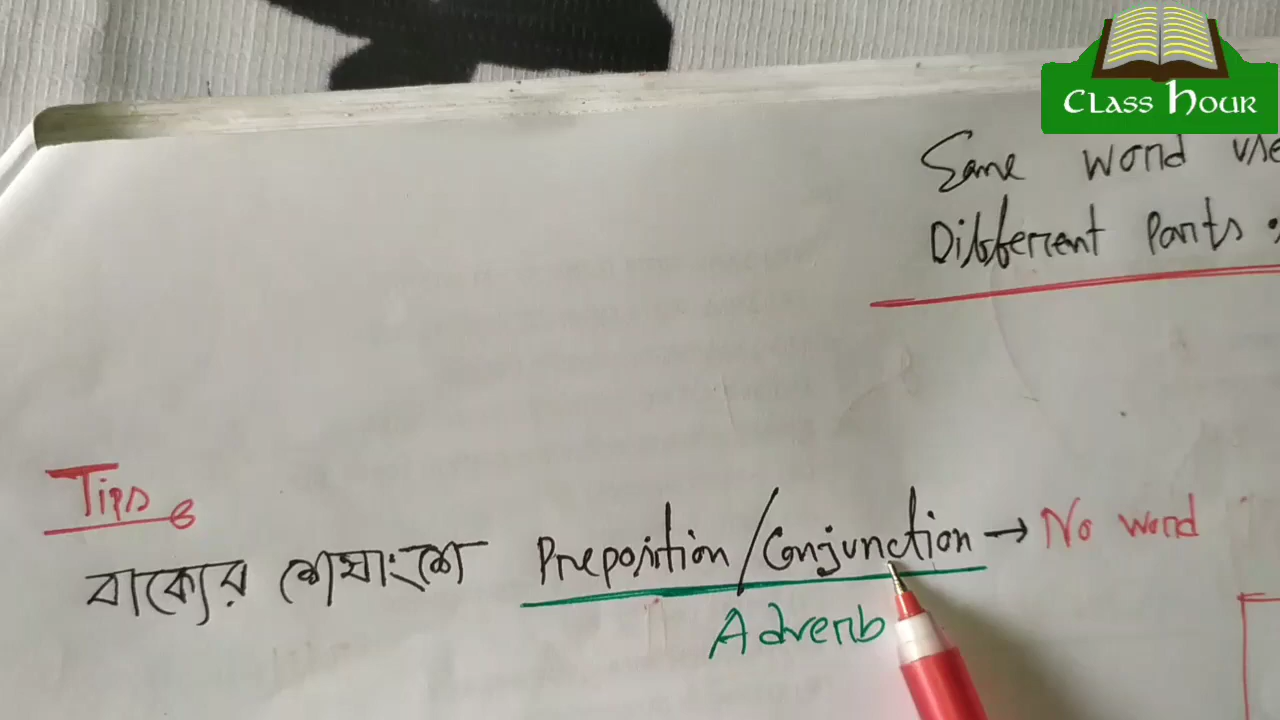 CLASS HOUR
Same word use
Different Parts
Tips
বাক্যের শেষাংশে Preposition/Conjunction → No word
Adverb